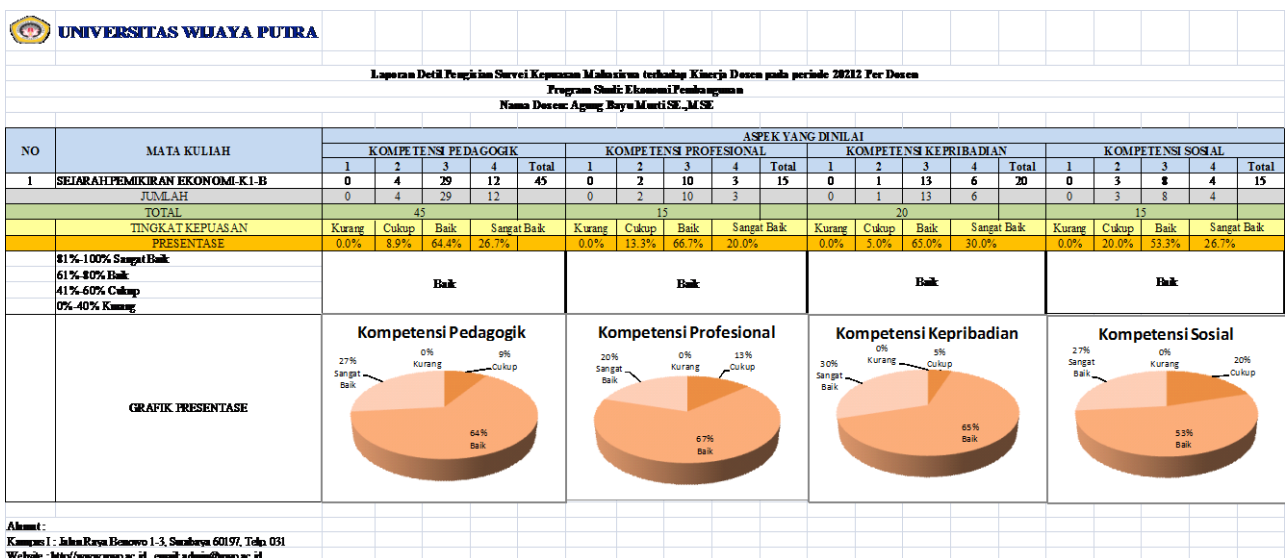 UNIVERSITAS WIJAYA PUTRA
Laporan Detil Pengisian Survei Kepuasan Mahasiswa terhadap Kinerja Dosen pada periode 20212 Per Dosen
Program Studi: Ekonomi Pembangunan
Nama Dosen: Agung Bayu Murti SE.,MSE
ASPEK YANG DINILAI
NO MATA KULIAH KOMPETENSI PEDAGOGIK KOMPETENSI PROFESIONAL KOMPETENSI KEPRIBADIAN KOMPETENSI SOSIAL
1 2 3 4 Total 1 2 3 4 Total 1 2 3 4 Total 1 2 3 4 Total
1 SEJARAH PEMIKIRAN EKONOMI-K1-B 0 4 29 12 45 0 2 10 3 15 0 1 13 6 20 0 3 8 4 15
JUMLAH 0 4 29 12 0 2 10 3 0 1 13 6 0 3 8 4
TOTAL 45 15 20 15
TINGKAT KEPUASAN Kurang Cukup Baik Sangat Baik Kurang Cukup Baik Sangat Baik Kurang Cukup Baik Sangat Baik Kurang Cukup Baik Sangat Baik
PRESENTASE 0.0% 8.9% 64.4% 26.7% 0.0% 13.3% 66.7% 20.0% 0.0% 5.0% 65.0% 30.0% 0.0% 20.0% 53.3% 26.7%
81%-100% Sangat Baik
61%-80% Baik
41%-60% Cukup
0%-40% Kurang
Baik Baik Baik Baik
GRAFIK PRESENTASE
Kompetensi Pedagogik
0% Kurang
9% Cukup
27% Sangat Baik
64% Baik
Kompetensi Profesional
0% Kurang
13% Cukup
20% Sangat Baik
67% Baik
Kompetensi Kepribadian
0% Kurang
5% Cukup
30% Sangat Baik
65% Baik
Kompetensi Sosial
0% Kurang
20% Cukup
27% Sangat Baik
53% Baik
Alamat :
Kampus I : Jalan Raya Benowo 1-3, Surabaya 60197, Telp. 031
Website : http://www.uwp.ac.id email:admin@uwp.ac.id